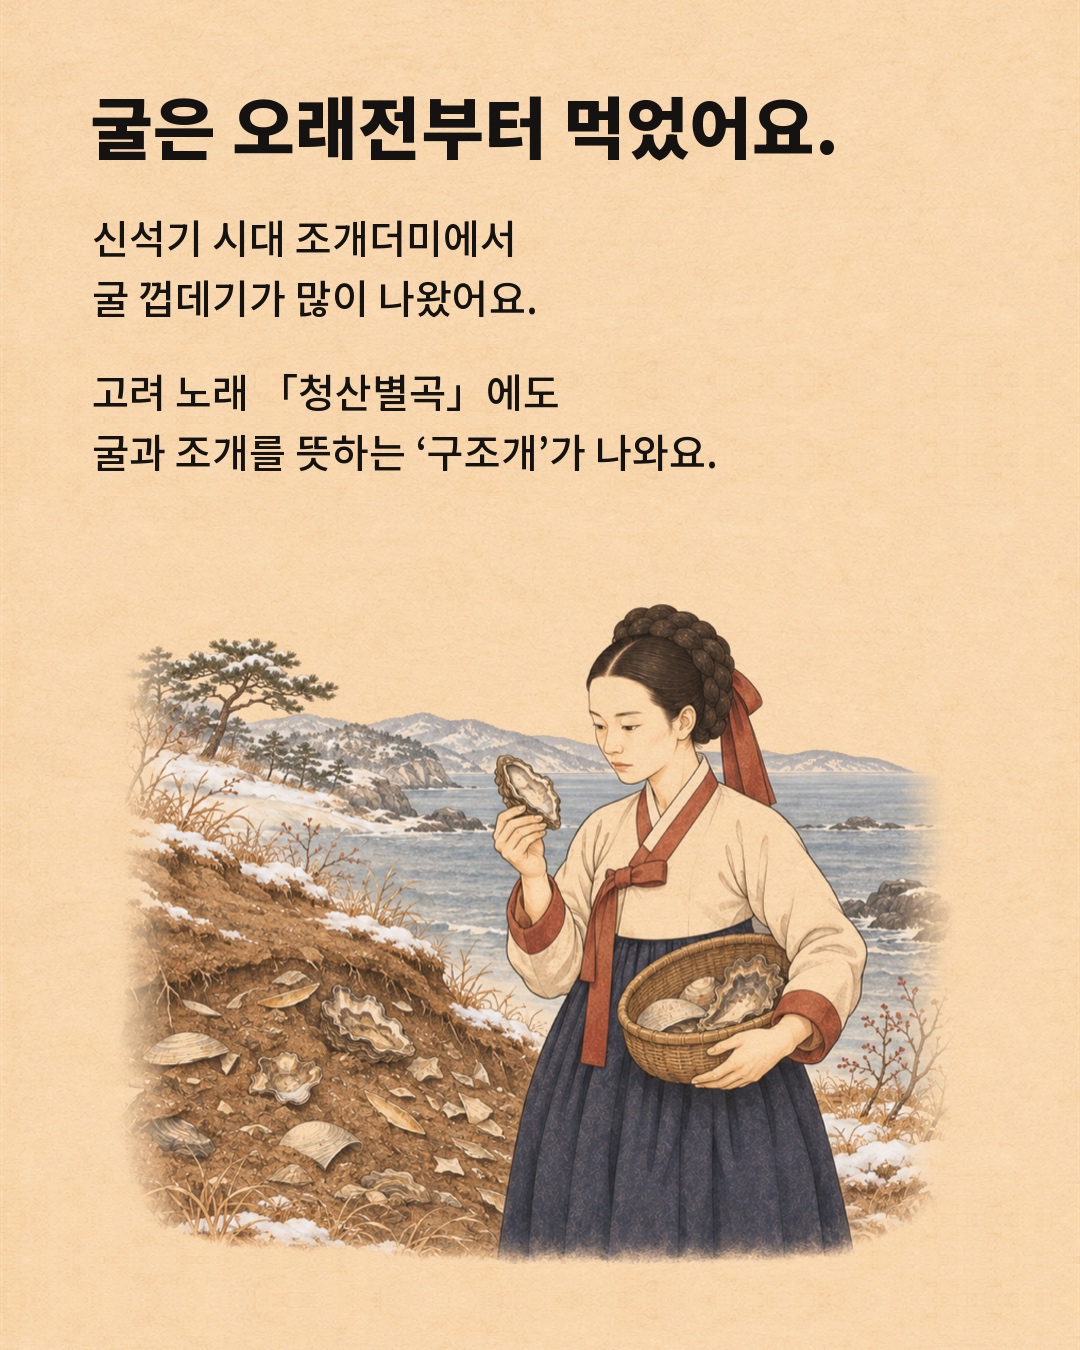 굴은 오래전부터 먹었어요.
신석기 시대 조개더미에서
굴 껍데기가 많이 나왔어요.
고려 노래 「청산별곡」에도
굴과 조개를 뜻하는 ‘구조개’가 나와요.